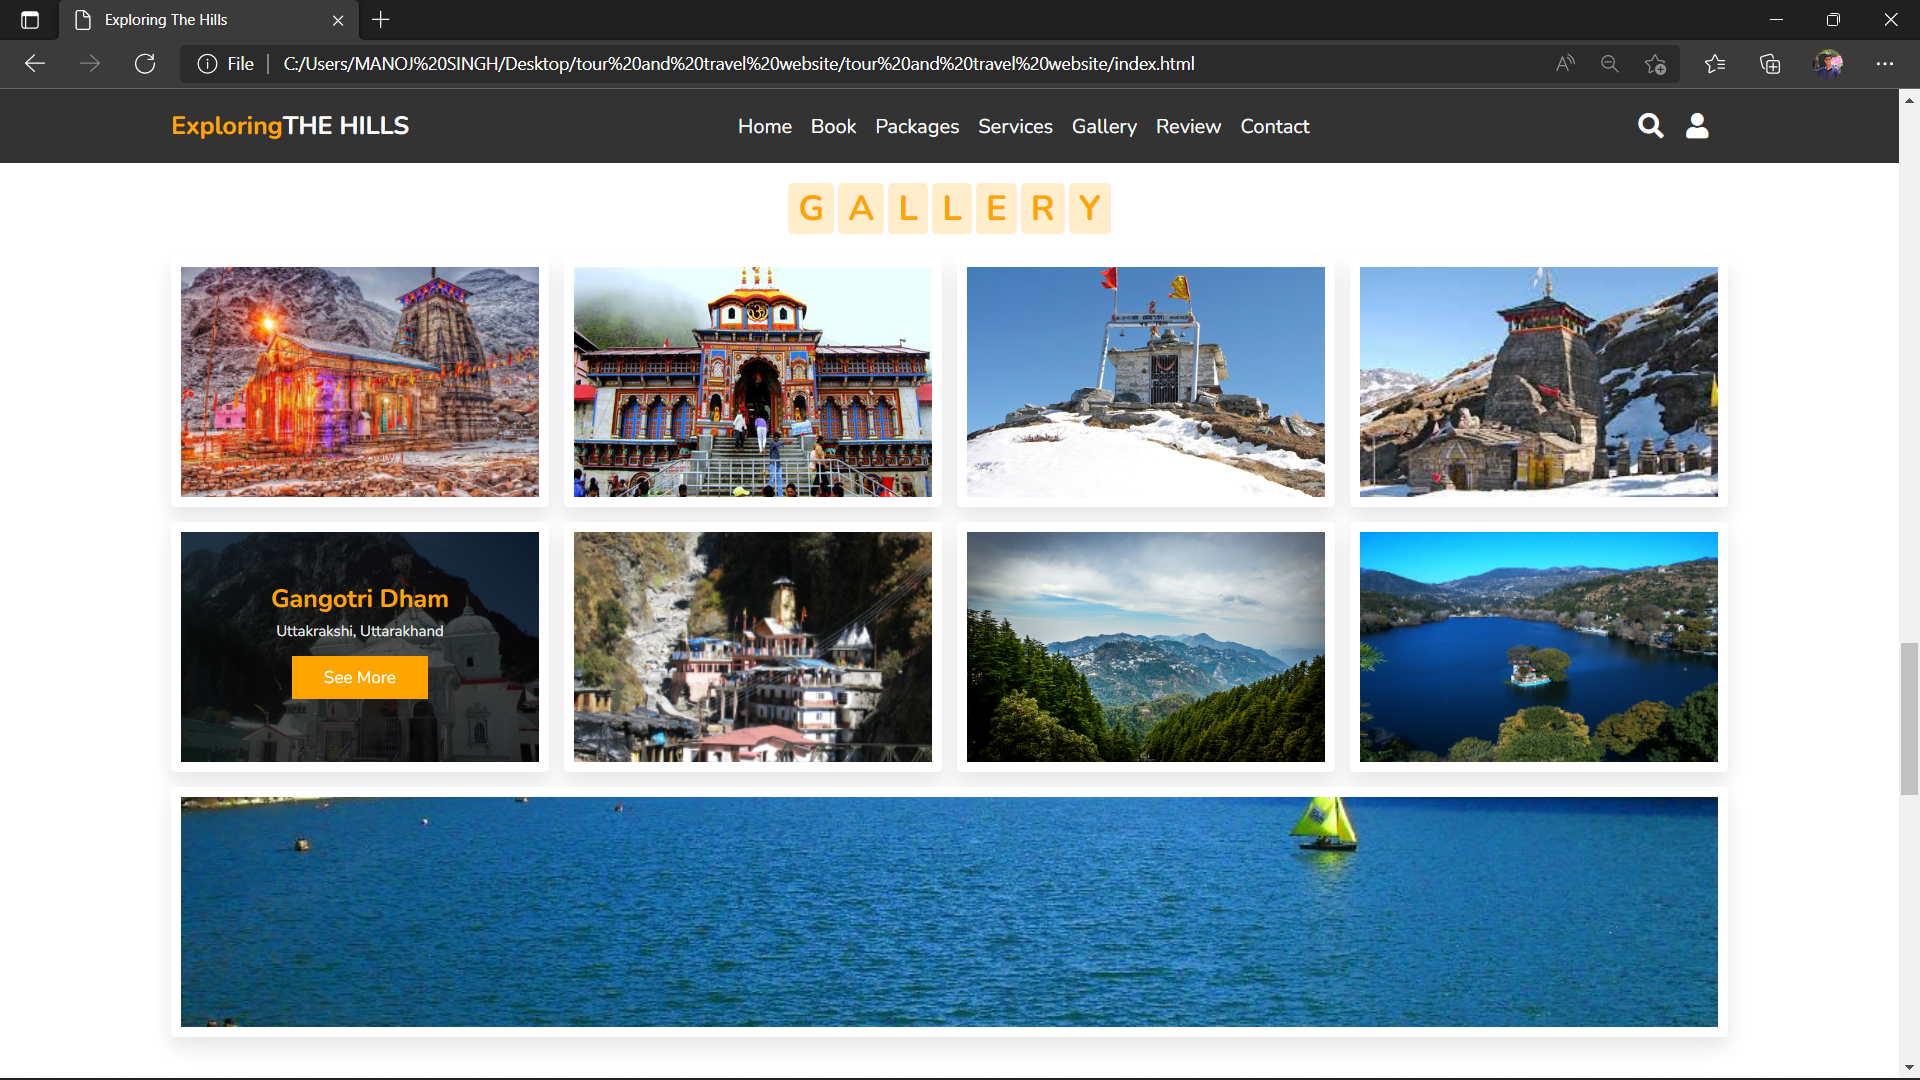 Exploring The Hills
File
C:/Users/MANOJ%20SINGH/Desktop/tour%20and%20travel%20website/tour%20and%20travel%20website/index.html
ExploringTHE HILLS
Home Book Packages Services Gallery Review Contact
GALLERY
Gangotri Dham
Uttakrakshi, Uttarakhand
See More